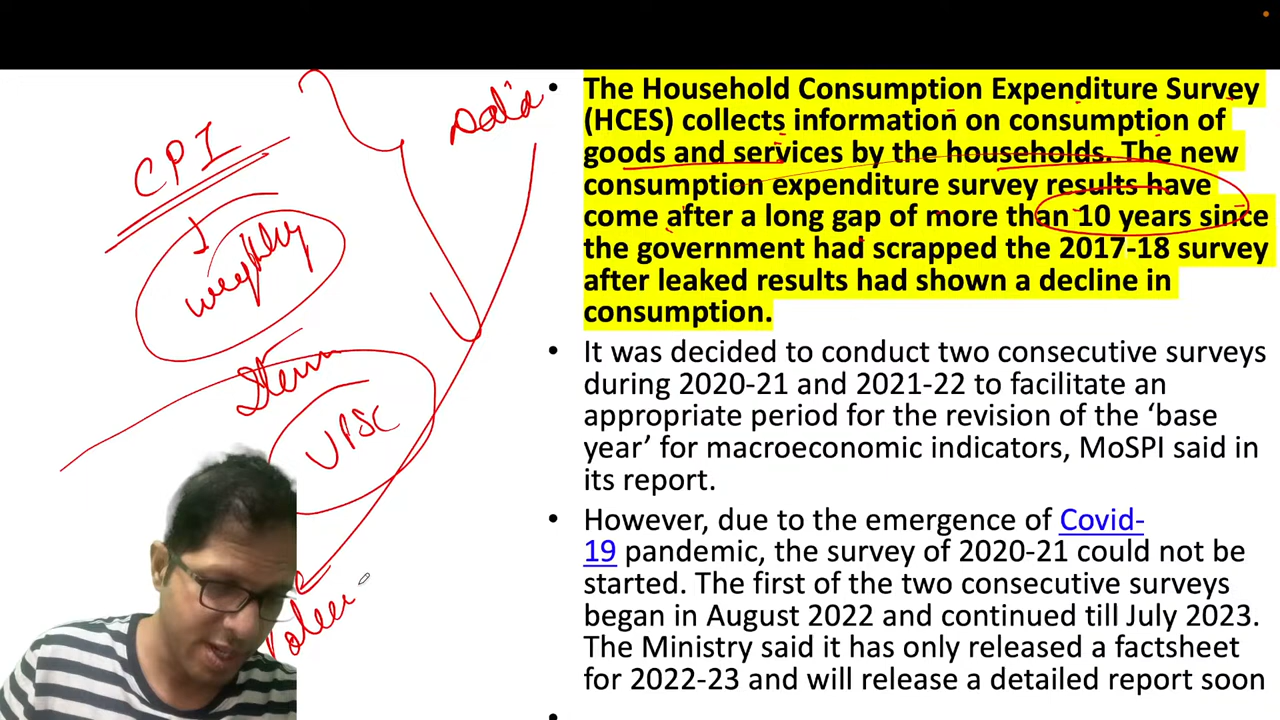 CPI
Data
UPSC
• The Household Consumption Expenditure Survey
(HCES) collects information on consumption of
goods and services by the households. The new
consumption expenditure survey results have
come after a long gap of more than 10 years since
the government had scrapped the 2017-18 survey
after leaked results had shown a decline in
consumption.
• It was decided to conduct two consecutive surveys
during 2020-21 and 2021-22 to facilitate an
appropriate period for the revision of the ‘base
year’ for macroeconomic indicators, MoSPI said in
its report.
• However, due to the emergence of Covid-
19 pandemic, the survey of 2020-21 could not be
started. The first of the two consecutive surveys
began in August 2022 and continued till July 2023.
The Ministry said it has only released a factsheet
for 2022-23 and will release a detailed report soon
•